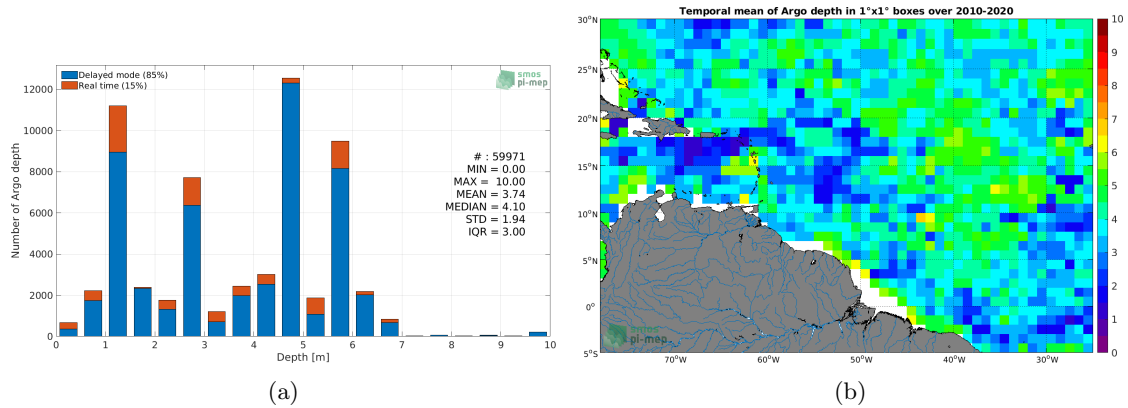 Delayed mode (85%)
Real time (15%)
smos
pi-mep
Number of Argo depth
12000
10000
8000
6000
4000
2000
0
# : 59971
MIN = 0.00
MAX = 10.00
MEAN = 3.74
MEDIAN = 4.10
STD = 1.94
IQR = 3.00
0 1 2 3 4 5 6 7 8 9 10
Depth [m]
(a)
Temporal mean of Argo depth in 1°x1° boxes over 2010-2020
30°N
25°N
20°N
15°N
10°N
5°N
0°
5°S
70°W 60°W 50°W 40°W 30°W
smos
pi-mep
10
9
8
7
6
5
4
3
2
1
0
(b)